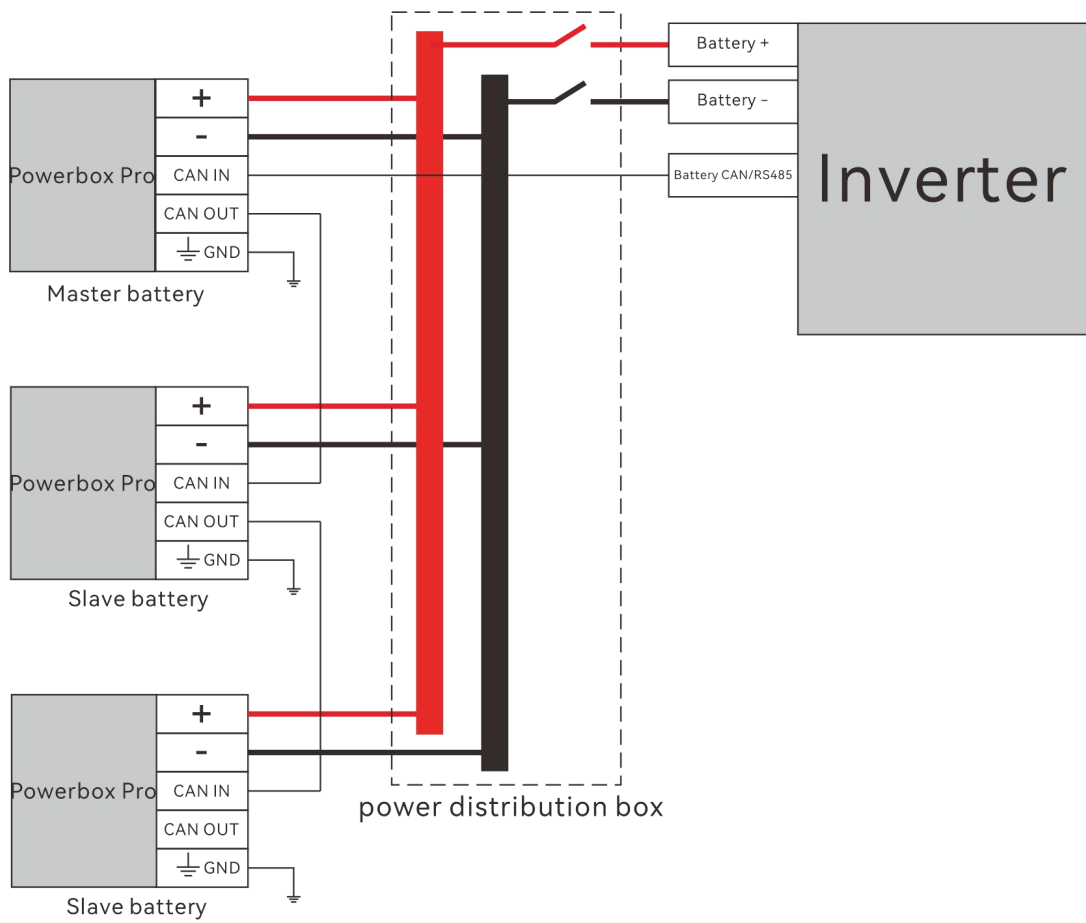 Battery +
Battery -
Battery CAN/RS485
Inverter
Powerbox Pro
+
-
CAN IN
CAN OUT
GND
Master battery
Powerbox Pro
+
-
CAN IN
CAN OUT
GND
Slave battery
Powerbox Pro
+
-
CAN IN
CAN OUT
GND
Slave battery
power distribution box